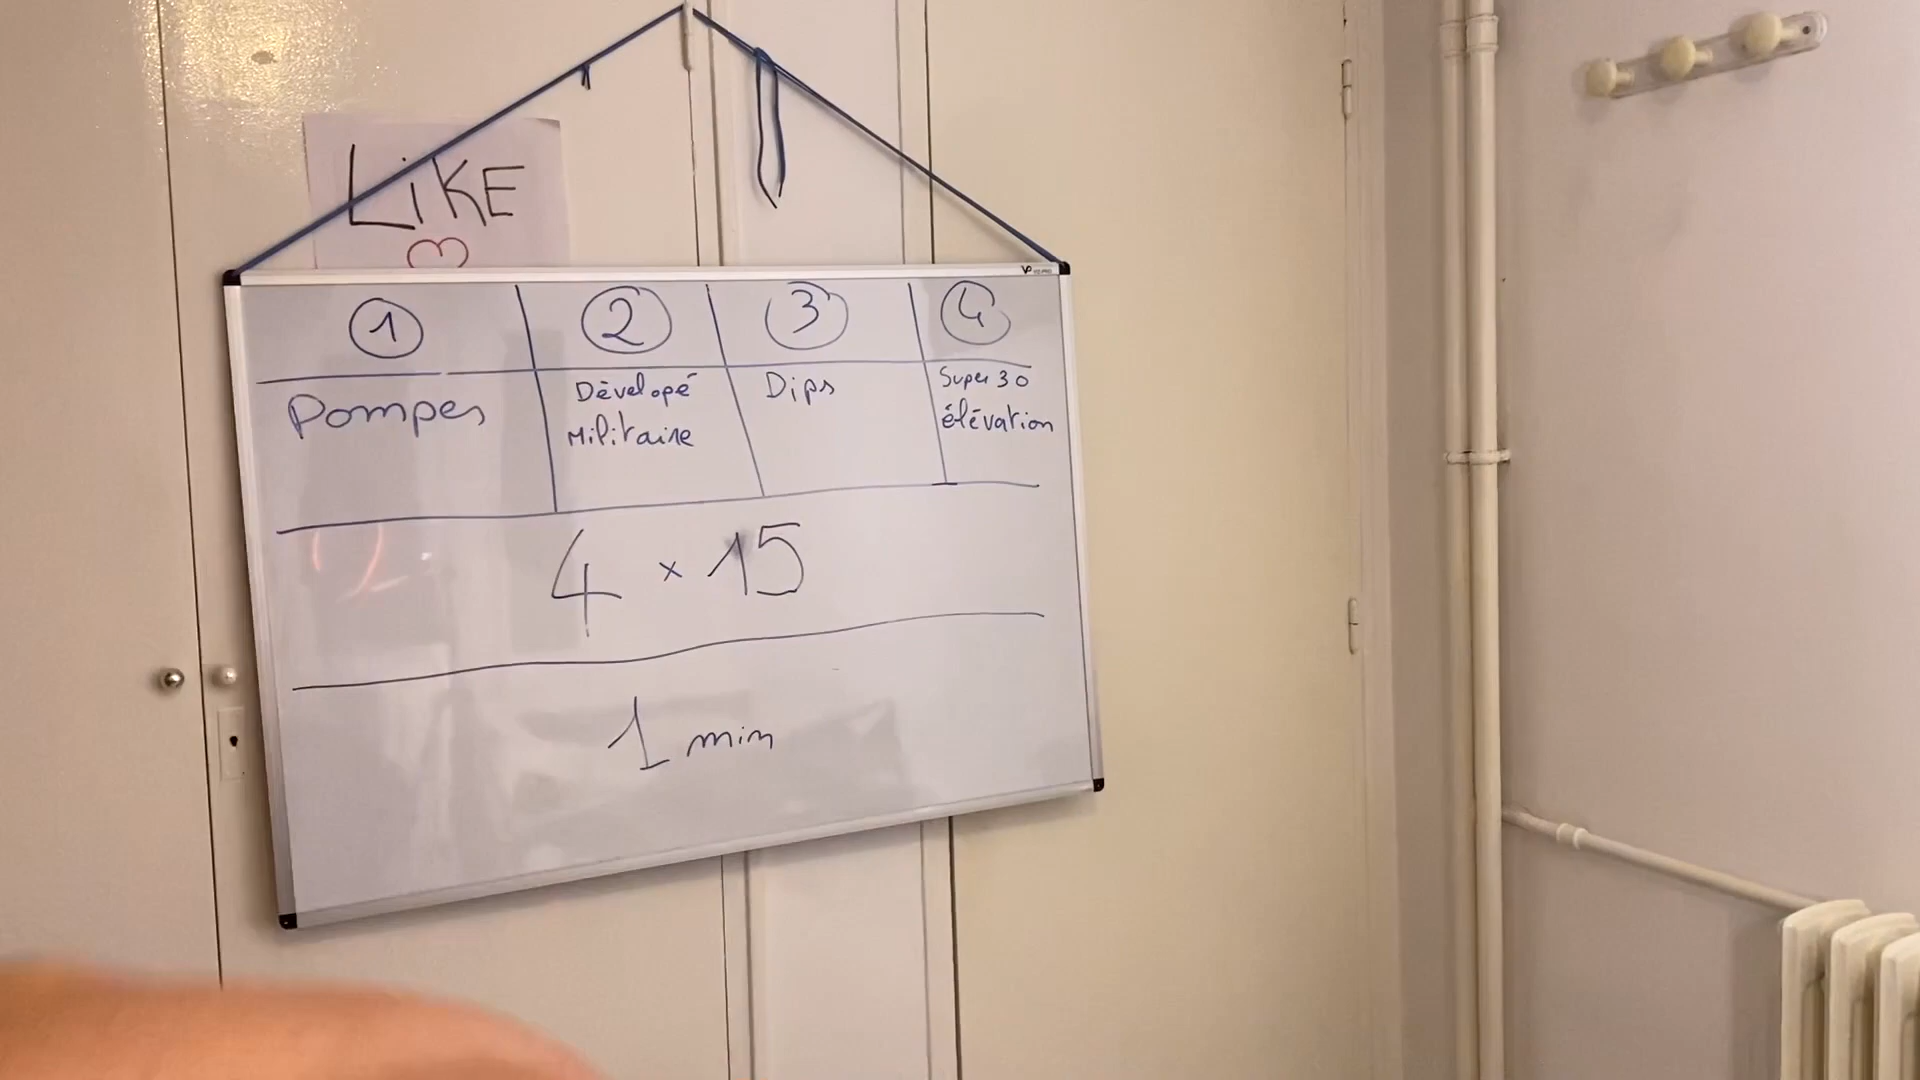 LiKE
① ② ③ ④
Pompes
Dévelopé
Militaire
Dips
Super 30
élévation
4 x 15
1 min